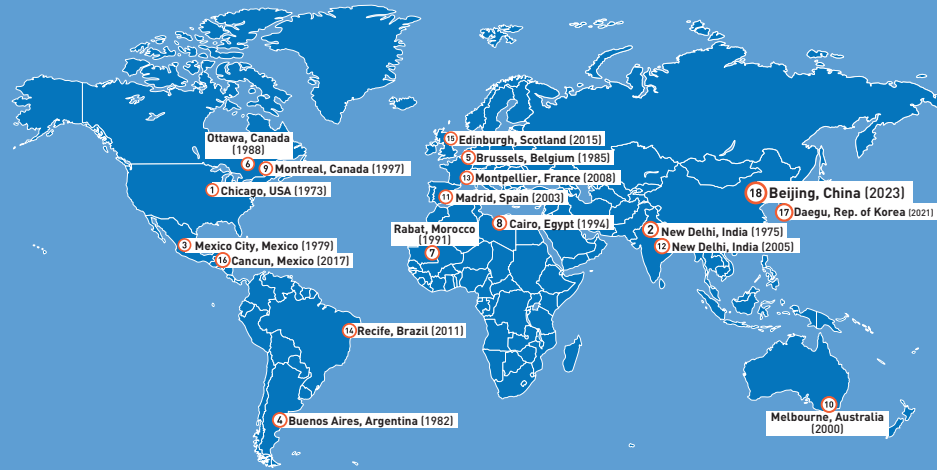 15 Edinburgh, Scotland (2015)
Ottawa, Canada
(1988)
6
5 Brussels, Belgium (1985)
9 Montreal, Canada (1997)
13 Montpellier, France (2008)
1 Chicago, USA (1973)
18 Beijing, China (2023)
11 Madrid, Spain (2003)
17 Daegu, Rep. of Korea (2021)
8 Cairo, Egypt (1994)
Rabat, Morocco
(1991)
7
2 New Delhi, India (1975)
3 Mexico City, Mexico (1979)
12 New Delhi, India (2005)
16 Cancun, Mexico (2017)
14 Recife, Brazil (2011)
10
Melbourne, Australia
(2000)
4 Buenos Aires, Argentina (1982)